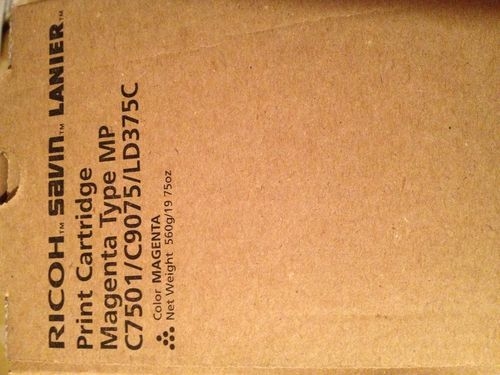 RICOH™ savin™ LANIER™
Print Cartridge
Magenta Type MP
C7501/C9075/LD375C
Color MAGENTA
Net Weight 560g/19 75oz